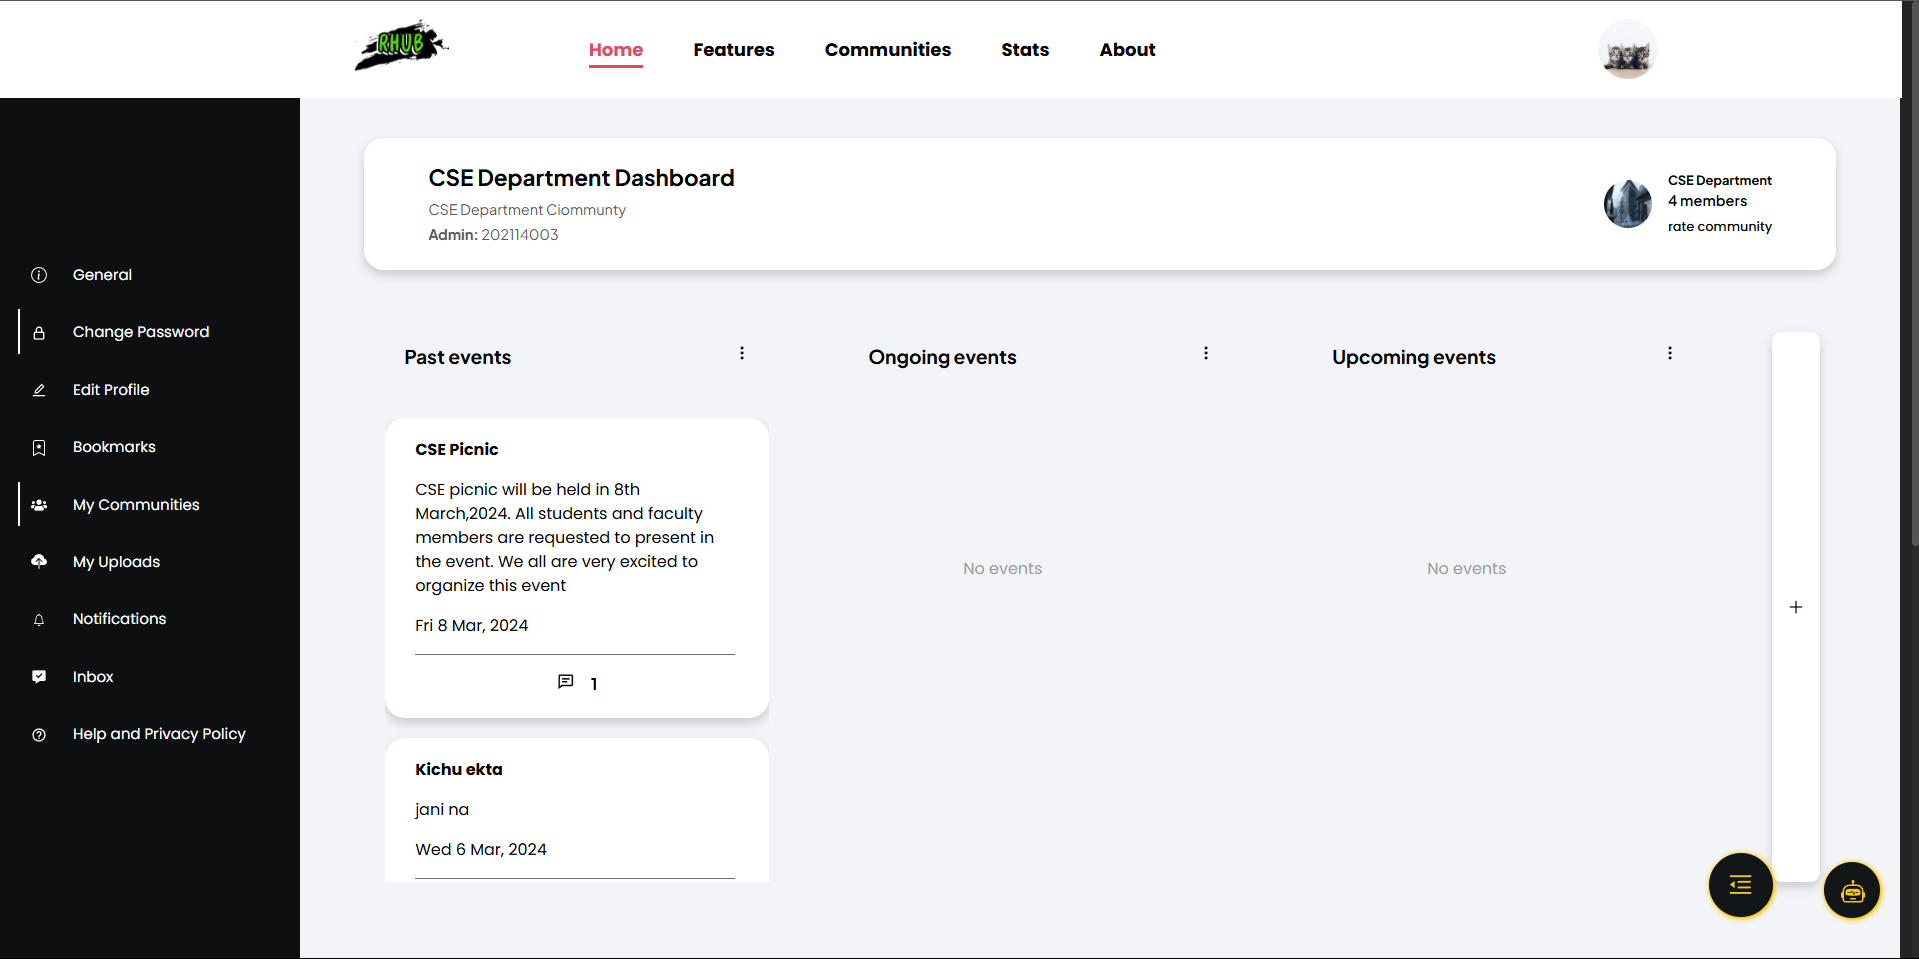 RHUB
Home
Features
Communities
Stats
About
General
Change Password
Edit Profile
Bookmarks
My Communities
My Uploads
Notifications
Inbox
Help and Privacy Policy
CSE Department Dashboard
CSE Department Ciommunty
Admin: 202114003
CSE Department
4 members
rate community
Past events
Ongoing events
Upcoming events
CSE Picnic
CSE picnic will be held in 8th
March,2024. All students and faculty
members are requested to present in
the event. We all are very excited to
organize this event
Fri 8 Mar, 2024
1
Kichu ekta
jani na
Wed 6 Mar, 2024
No events
No events
+